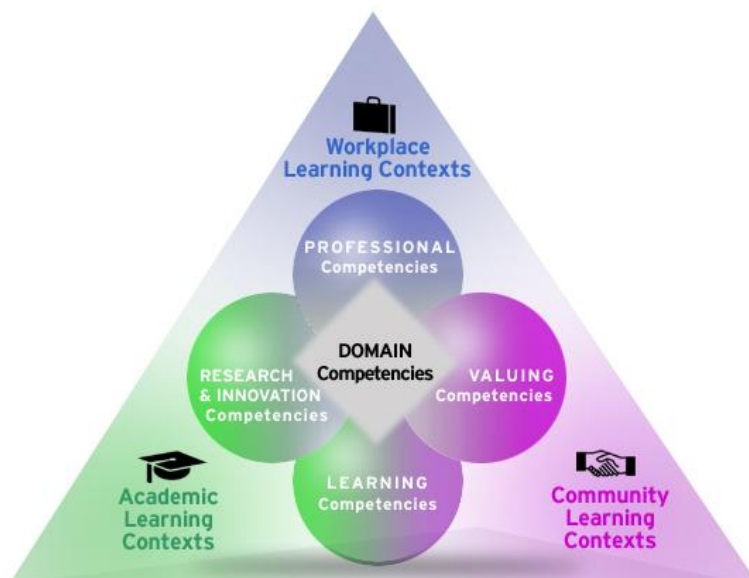 Workplace
Learning Contexts
PROFESSIONAL
Competencies
DOMAIN
Competencies
RESEARCH
& INNOVATION
Competencies
VALUING
Competencies
LEARNING
Competencies
Academic
Learning
Contexts
Community
Learning
Contexts